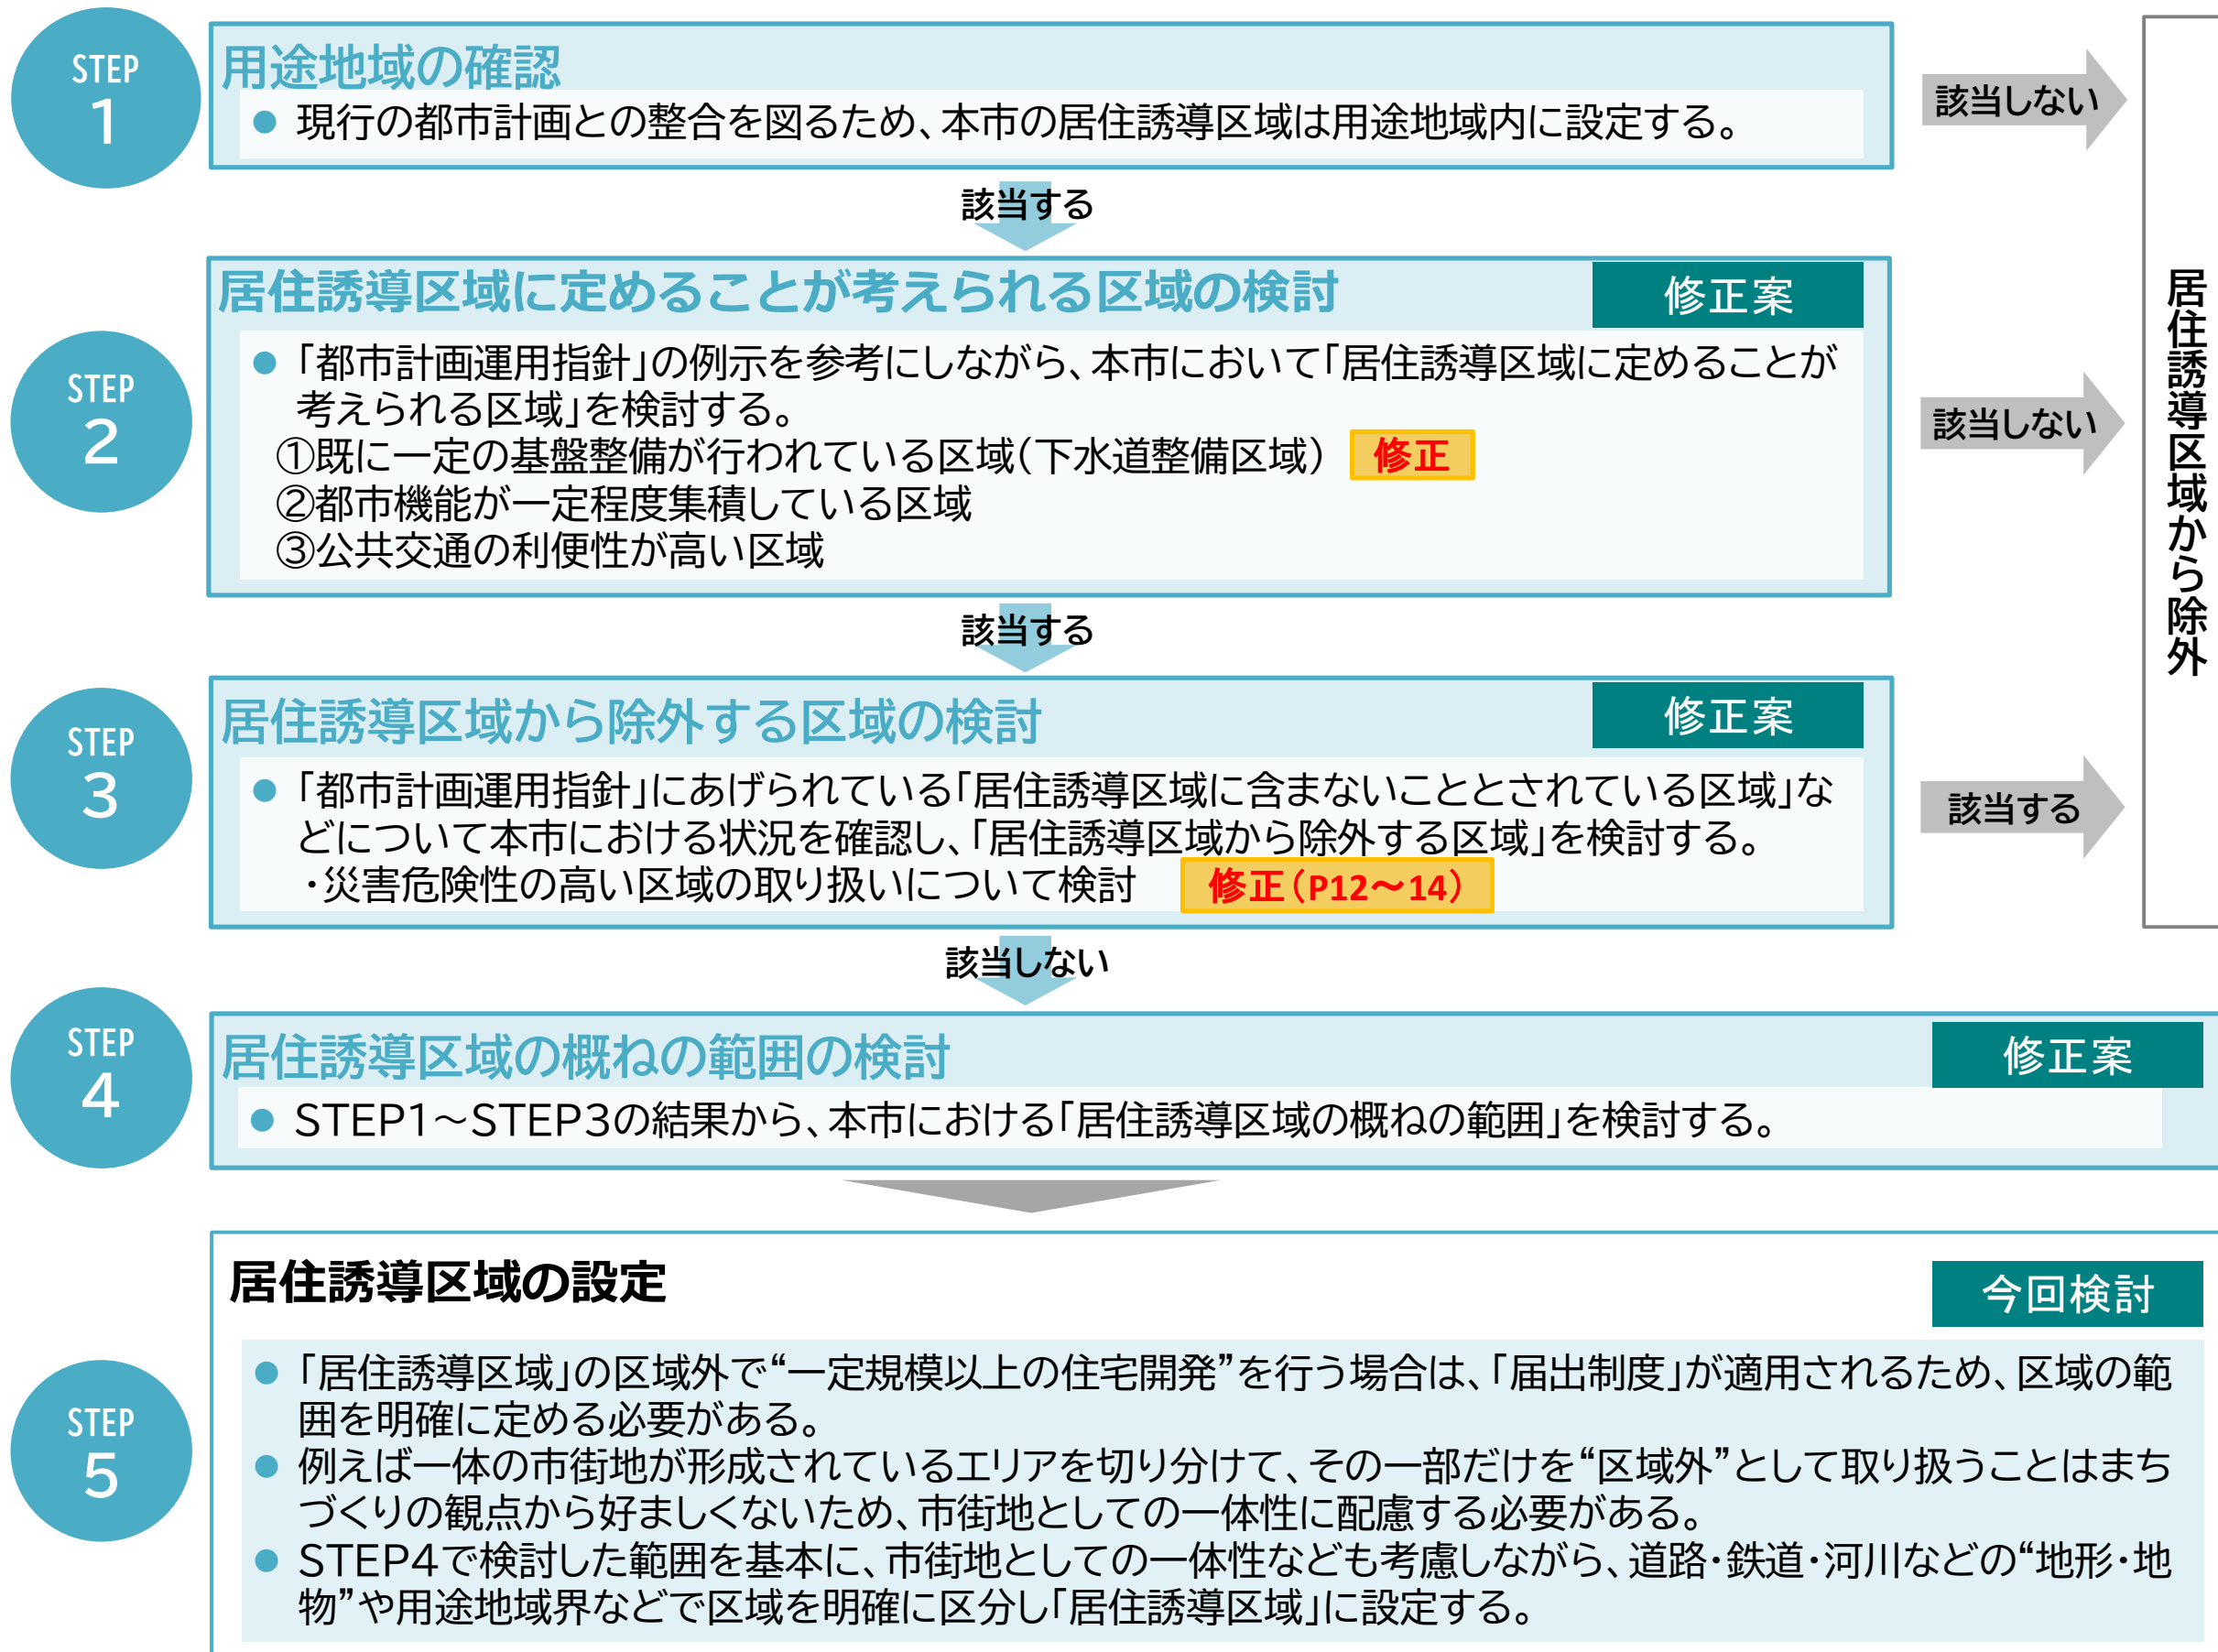 STEP
1
用途地域の確認
● 現行の都市計画との整合を図るため、本市の居住誘導区域は用途地域内に設定する。
該当しない
該当する
STEP
2
居住誘導区域に定めることが考えられる区域の検討
修正案
● 「都市計画運用指針」の例示を参考にしながら、本市において「居住誘導区域に定めることが
考えられる区域」を検討する。
①既に一定の基盤整備が行われている区域(下水道整備区域) 修正
②都市機能が一定程度集積している区域
③公共交通の利便性が高い区域
該当しない
該当する
STEP
3
居住誘導区域から除外する区域の検討
修正案
● 「都市計画運用指針」にあげられている「居住誘導区域に含まないこととされている区域」な
どについて本市における状況を確認し、「居住誘導区域から除外する区域」を検討する。
・災害危険性の高い区域の取り扱いについて検討 修正(P12~14)
該当する
居住誘導区域から除外
該当しない
STEP
4
居住誘導区域の概ねの範囲の検討
修正案
● STEP1~STEP3の結果から、本市における「居住誘導区域の概ねの範囲」を検討する。
STEP
5
居住誘導区域の設定
今回検討
● 「居住誘導区域」の区域外で“一定規模以上の住宅開発”を行う場合は、「届出制度」が適用されるため、区域の範
囲を明確に定める必要がある。
● 例えば一体の市街地が形成されているエリアを切り分けて、その一部だけを“区域外”として取り扱うことはまち
づくりの観点から好ましくないため、市街地としての一体性に配慮する必要がある。
● STEP4で検討した範囲を基本に、市街地としての一体性なども考慮しながら、道路・鉄道・河川などの“地形・地
物”や用途地域界などで区域を明確に区分し「居住誘導区域」に設定する。